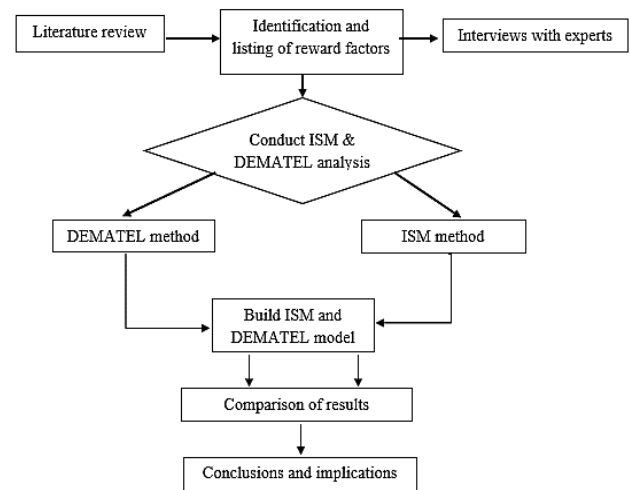 Literature review
Identification and
listing of reward factors
Interviews with experts
Conduct ISM &
DEMATEL analysis
DEMATEL method
ISM method
Build ISM and
DEMATEL model
Comparison of results
Conclusions and implications